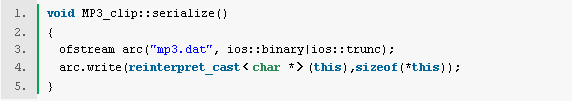 1. void MP3_clip::serialize()
2. {
3. ofstream arc("mp3.dat", ios::binary|ios::trunc);
4. arc.write(reinterpret_cast<char *>(this),sizeof(*this));
5. }